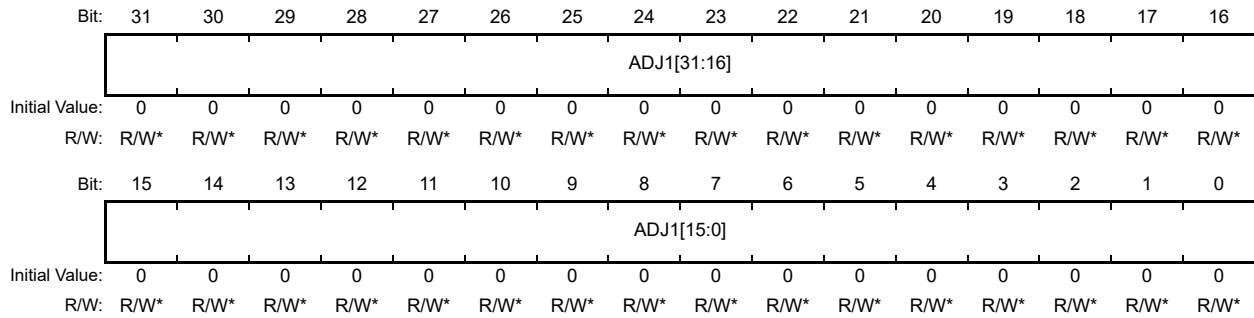 Bit: 31 30 29 28 27 26 25 24 23 22 21 20 19 18 17 16
ADJ1[31:16]
Initial Value: 0 0 0 0 0 0 0 0 0 0 0 0 0 0 0 0
R/W: R/W* R/W* R/W* R/W* R/W* R/W* R/W* R/W* R/W* R/W* R/W* R/W* R/W* R/W* R/W* R/W*
Bit: 15 14 13 12 11 10 9 8 7 6 5 4 3 2 1 0
ADJ1[15:0]
Initial Value: 0 0 0 0 0 0 0 0 0 0 0 0 0 0 0 0
R/W: R/W* R/W* R/W* R/W* R/W* R/W* R/W* R/W* R/W* R/W* R/W* R/W* R/W* R/W* R/W* R/W*